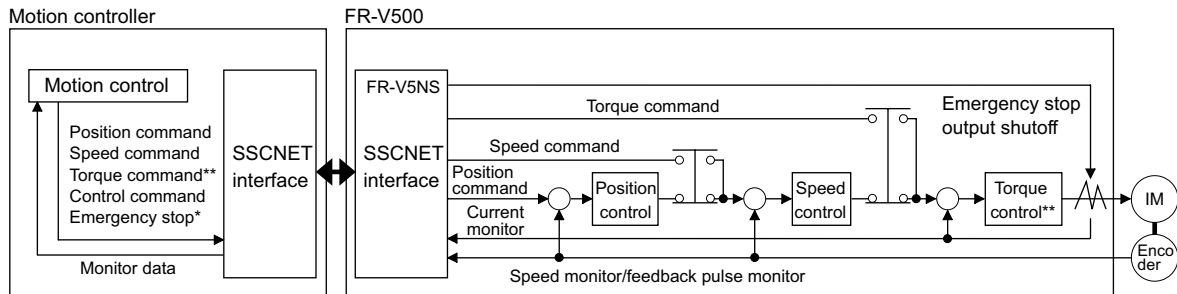 Motion controller
FR-V500
Motion control
Position command
Speed command
Torque command**
Control command
Emergency stop*
Monitor data
SSCNET
interface
FR-V5NS
SSCNET
interface
Torque command
Speed command
Position
command
Current
monitor
Position
control
Speed
control
Torque
control**
Emergency stop
output shutoff
IM
Enco
der
Speed monitor/feedback pulse monitor